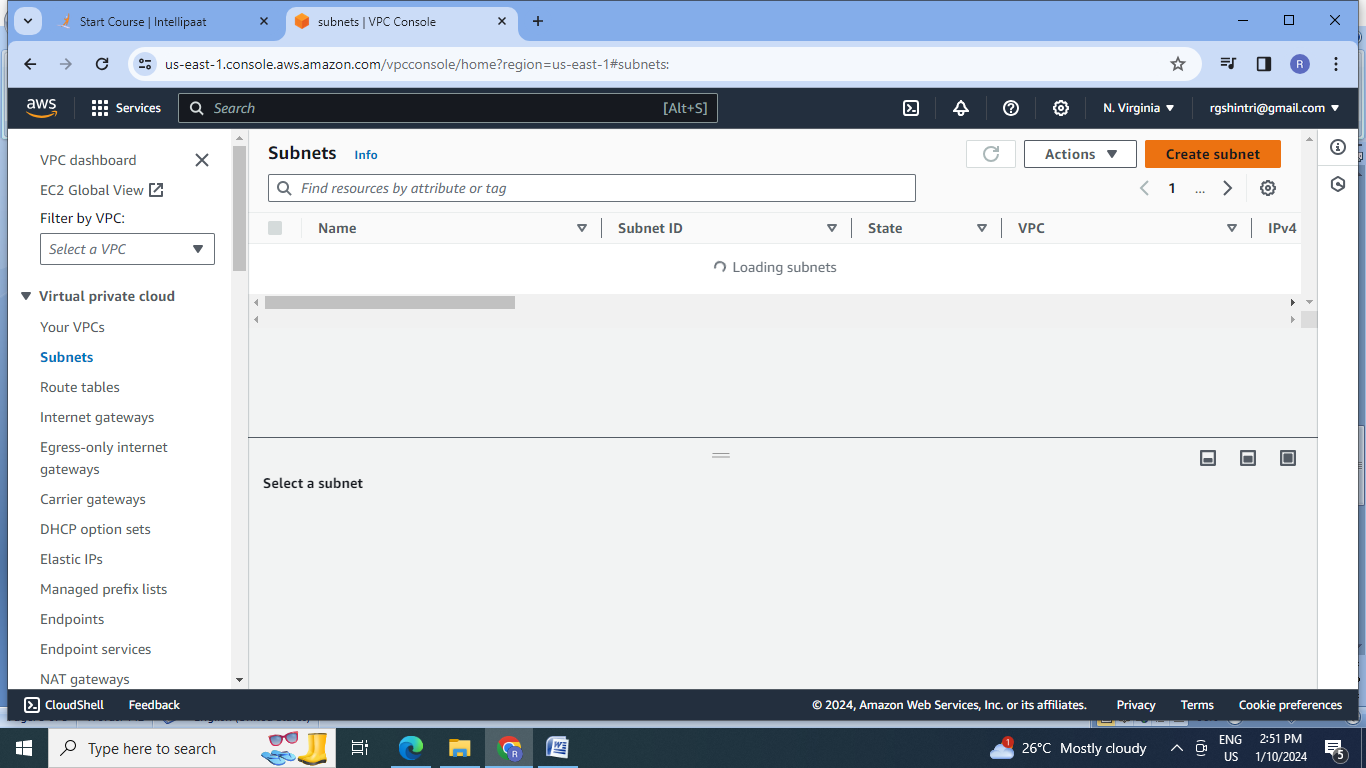 Start Course | Intellipaat
subnets | VPC Console
us-east-1.console.aws.amazon.com/vpcconsole/home?region=us-east-1#subnets:
R
aws
Services
Search
[Alt+S]
N. Virginia
rgshintri@gmail.com
VPC dashboard
EC2 Global View
Filter by VPC:
Select a VPC
Virtual private cloud
Your VPCs
Subnets
Route tables
Internet gateways
Egress-only internet
gateways
Carrier gateways
DHCP option sets
Elastic IPs
Managed prefix lists
Endpoints
Endpoint services
NAT gateways
Subnets
Info
Actions
Create subnet
Find resources by attribute or tag
1
...
Name
Subnet ID
State
VPC
IPv4
Loading subnets
Select a subnet
CloudShell
Feedback
© 2024, Amazon Web Services, Inc. or its affiliates.
Privacy
Terms
Cookie preferences
Type here to search
R
1
26°C Mostly cloudy
ENG
US
2:51 PM
1/10/2024
5